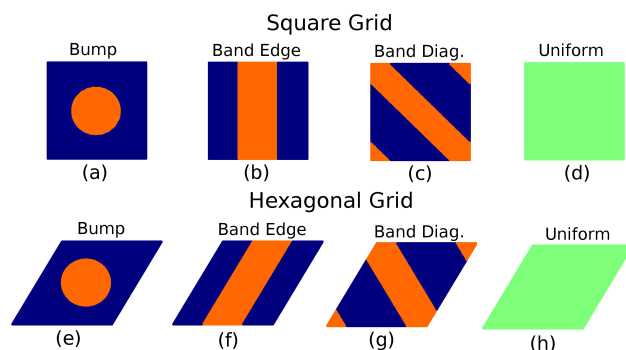 Square Grid
Bump Band Edge Band Diag. Uniform
(a) (b) (c) (d)
Hexagonal Grid
Bump Band Edge Band Diag. Uniform
(e) (f) (g) (h)